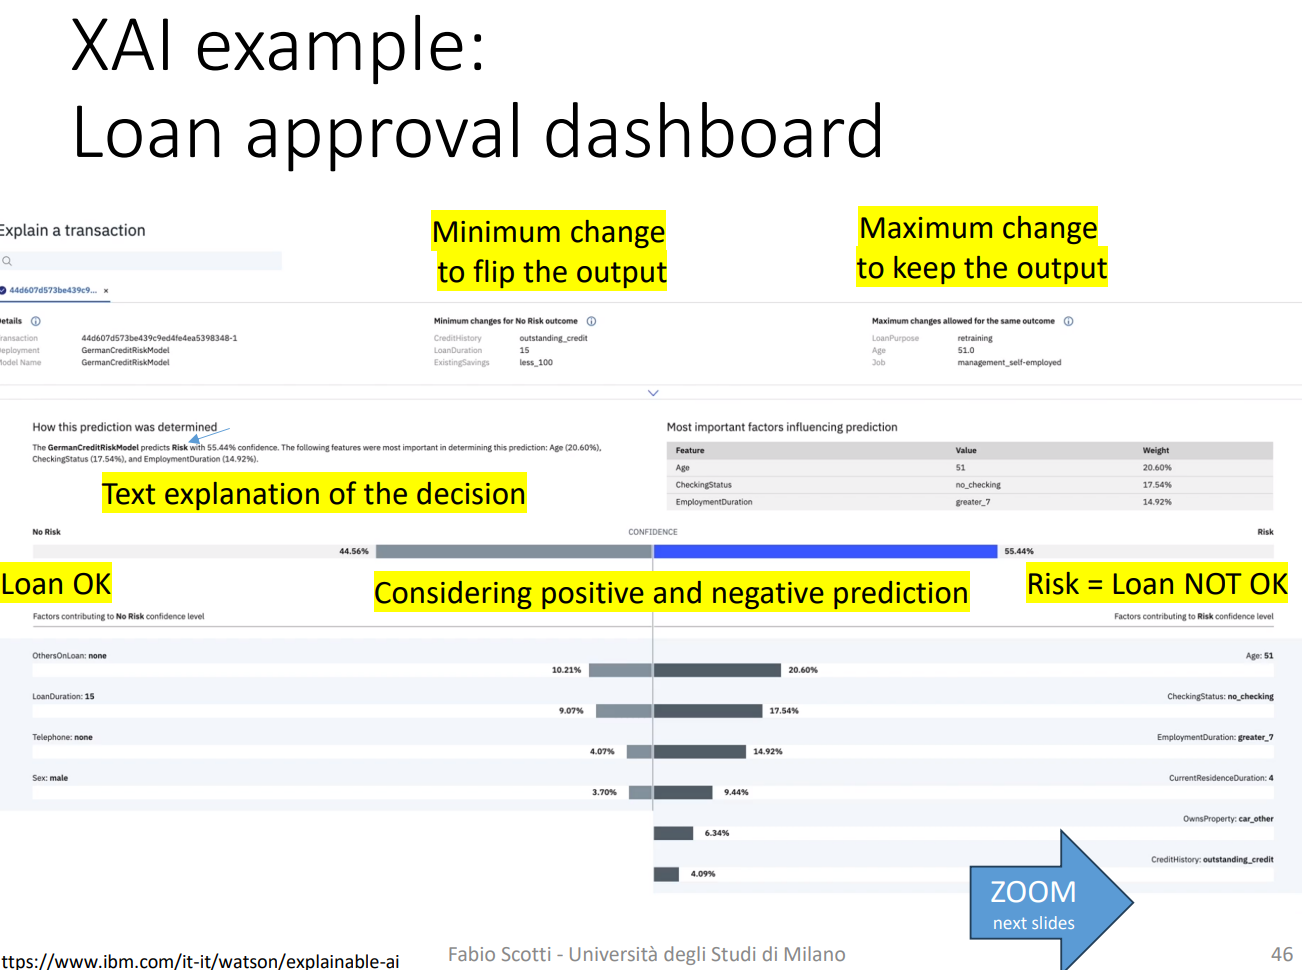 XAI example:
Loan approval dashboard
Explain a transaction
Minimum change
to flip the output
Maximum change
to keep the output
44d607d573be439c9... ×
Details
Minimum changes for No Risk outcome
Maximum changes allowed for the same outcome
Transaction 44d607d573be439c9ed4fe4ea5398348-1
Deployment GermanCreditRiskModel
Model Name GermanCreditRiskModel
CreditHistory outstanding_credit
LoanDuration 15
ExistingSavings less_100
LoanPurpose retraining
Age 51.0
Job management_self-employed
How this prediction was determined
The GermanCreditRiskModel predicts Risk with 55.44% confidence. The following features were most important in determining this prediction: Age (20.60%),
CheckingStatus (17.54%), and EmploymentDuration (14.92%).
Text explanation of the decision
Most important factors influencing prediction
Feature Value Weight
Age 51 20.60%
CheckingStatus no_checking 17.54%
EmploymentDuration greater_7 14.92%
No Risk CONFIDENCE Risk
44.56% 55.44%
Loan OK
Considering positive and negative prediction
Risk = Loan NOT OK
Factors contributing to No Risk confidence level
Factors contributing to Risk confidence level
OthersOnLoan: none
10.21% 20.60%
Age: 51
LoanDuration: 15
9.07% 17.54%
CheckingStatus: no_checking
Telephone: none
4.07% 14.92%
EmploymentDuration: greater_7
Sex: male
3.70% 9.44%
CurrentResidenceDuration: 4
6.34%
OwnsProperty: car_other
4.09%
CreditHistory: outstanding_credit
ZOOM
next slides
ttps://www.ibm.com/it-it/watson/explainable-ai
Fabio Scotti - Università degli Studi di Milano
46